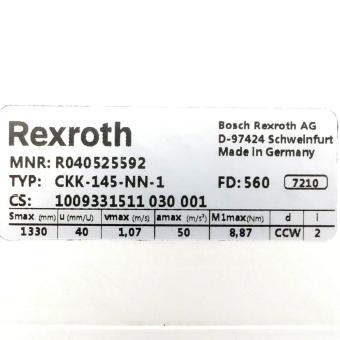 Rexroth
Bosch Rexroth AG
D-97424 Schweinfurt
Made in Germany
MNR: R040525592
TYP: CKK-145-NN-1 FD: 560 7210
CS: 1009331511 030 001
Smax (mm) u (mm/U) vmax (m/s) amax (m/s²) M1max(Nm) d i
1330 40 1,07 50 8,87 CCW 2